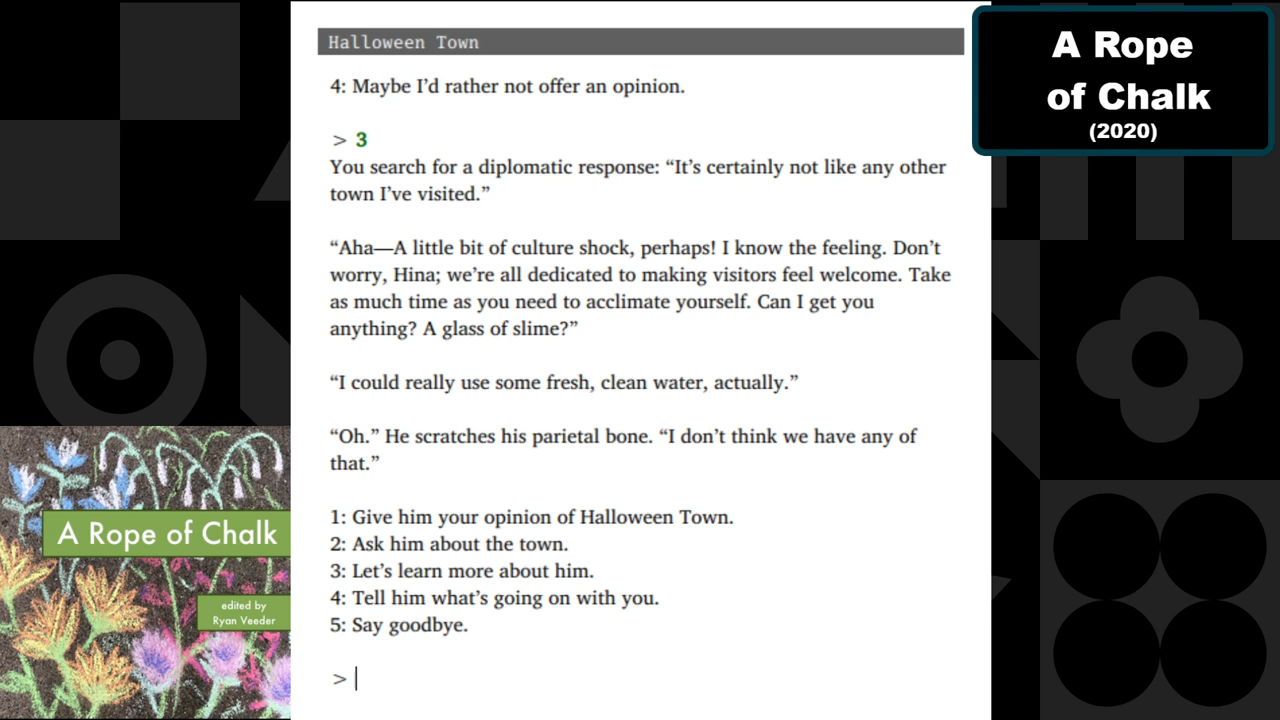 Halloween Town
4: Maybe I’d rather not offer an opinion.
> 3
You search for a diplomatic response: “It’s certainly not like any other
town I’ve visited.”
“Aha—A little bit of culture shock, perhaps! I know the feeling. Don’t
worry, Hina; we’re all dedicated to making visitors feel welcome. Take
as much time as you need to acclimate yourself. Can I get you
anything? A glass of slime?”
“I could really use some fresh, clean water, actually.”
“Oh.” He scratches his parietal bone. “I don’t think we have any of
that.”
1: Give him your opinion of Halloween Town.
2: Ask him about the town.
3: Let’s learn more about him.
4: Tell him what’s going on with you.
5: Say goodbye.
>
A Rope
of Chalk
(2020)
A Rope of Chalk
edited by
Ryan Veeder